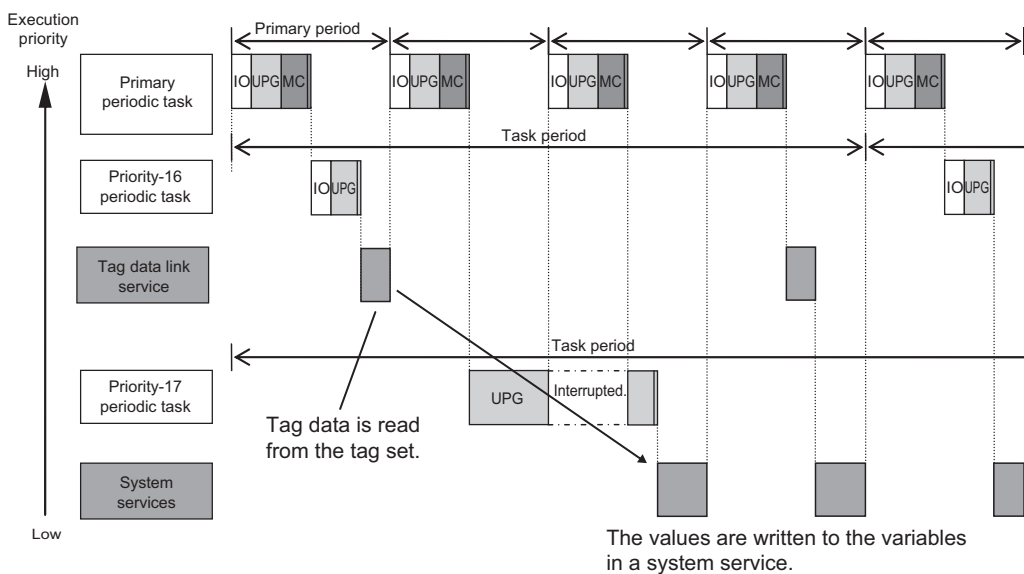 Execution
priority
High
Primary period
Primary
periodic task
IO UPG MC
IO UPG MC
IO UPG MC
IO UPG MC
IO UPG MC
Task period
Priority-16
periodic task
IO UPG
IO UPG
Tag data link
service
Task period
Priority-17
periodic task
UPG
Interrupted.
Tag data is read
from the tag set.
System
services
Low
The values are written to the variables
in a system service.